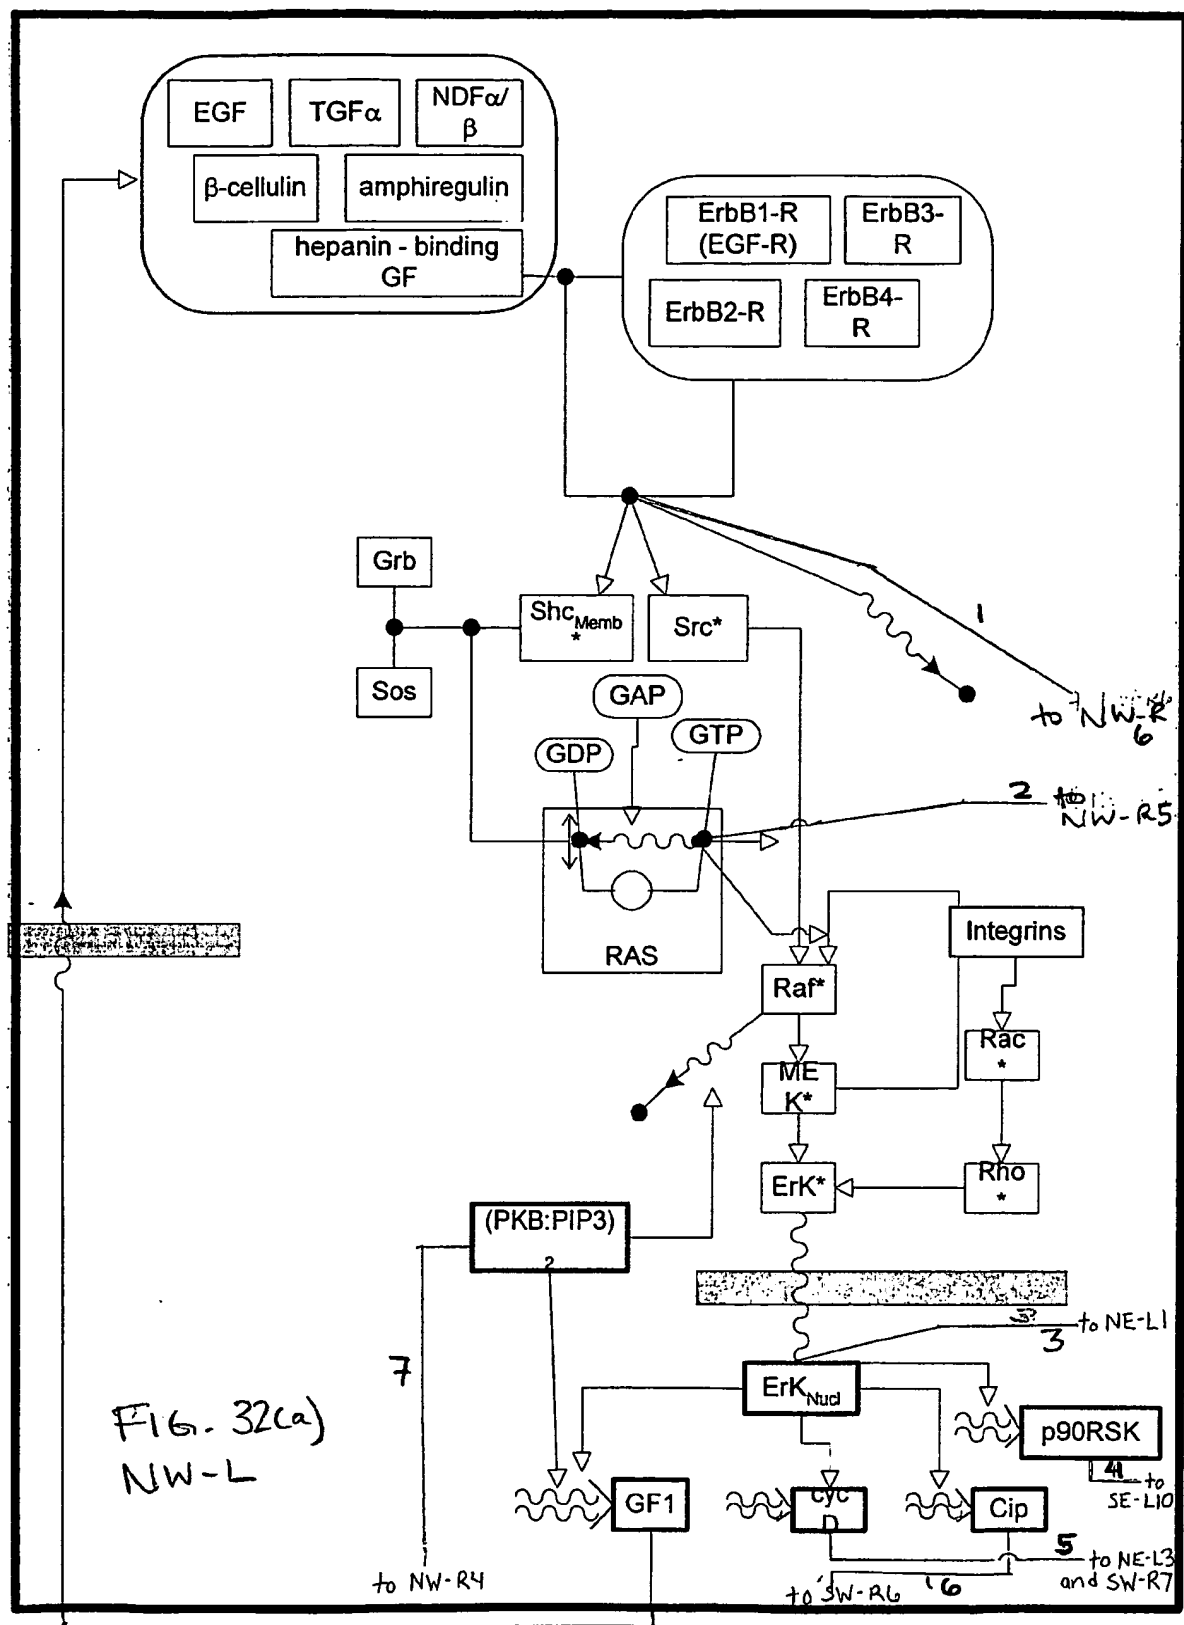 EGF
TGFα
NDFα/
β
β-cellulin
amphiregulin
hepanin - binding
GF
ErbB1-R
(EGF-R)
ErbB3-
R
ErbB2-R
ErbB4-
R
Grb
Shc Memb
*
Src*
Sos
GAP
GDP
GTP
1
to NW-R
6
2 to
NW-R5
RAS
Integrins
Raf*
Rac
*
ME
K*
ErK*
Rho
*
(PKB:PIP3)
2
3
to NE-L1
7
ErK Nucl
p90RSK
FIG. 32(a)
NW-L
GF1
cyc
D
Cip
4
to
SE-L10
5
to NE-L3
and SW-R7
to NW-R4
to SW-R6
6